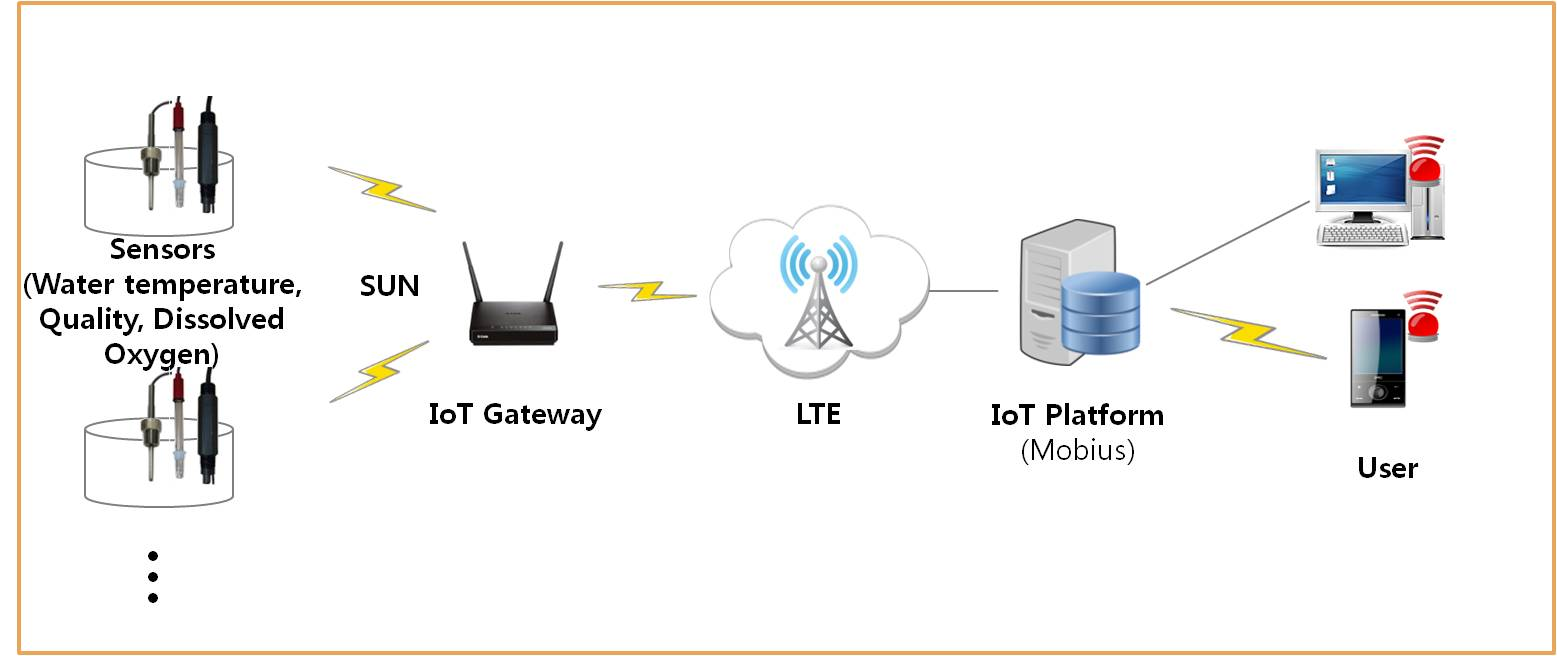 Sensors
(Water temperature,
Quality, Dissolved
Oxygen)
SUN
IoT Gateway
LTE
IoT Platform
(Mobius)
User